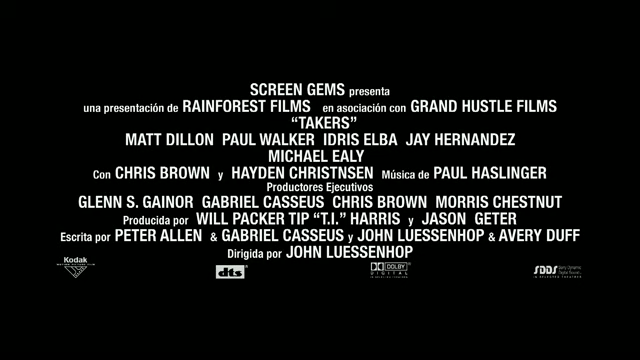 SCREEN GEMS presenta
una presentación de RAINFOREST FILMS en asociación con GRAND HUSTLE FILMS
“TAKERS”
MATT DILLON PAUL WALKER IDRIS ELBA JAY HERNANDEZ
MICHAEL EALY
Con CHRIS BROWN y HAYDEN CHRISTNSEN Música de PAUL HASLINGER
Productores Ejecutivos
GLENN S. GAINOR GABRIEL CASSEUS CHRIS BROWN MORRIS CHESTNUT
Producida por WILL PACKER TIP “T.I.” HARRIS y JASON GETER
Escrita por PETER ALLEN & GABRIEL CASSEUS y JOHN LUESSENHOP & AVERY DUFF
Dirigida por JOHN LUESSENHOP
Kodak
dts
DOLBY
DIGITAL
SDDS